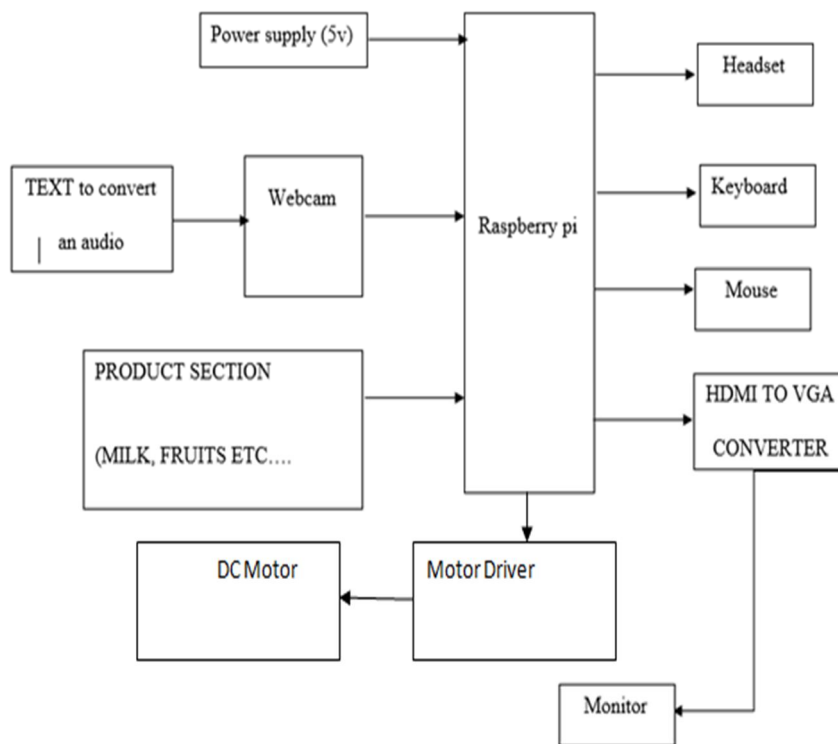 Power supply (5v)
Headset
TEXT to convert
an audio
Webcam
Raspberry pi
Keyboard
Mouse
PRODUCT SECTION
(MILK, FRUITS ETC….
HDMI TO VGA
CONVERTER
DC Motor
Motor Driver
Monitor